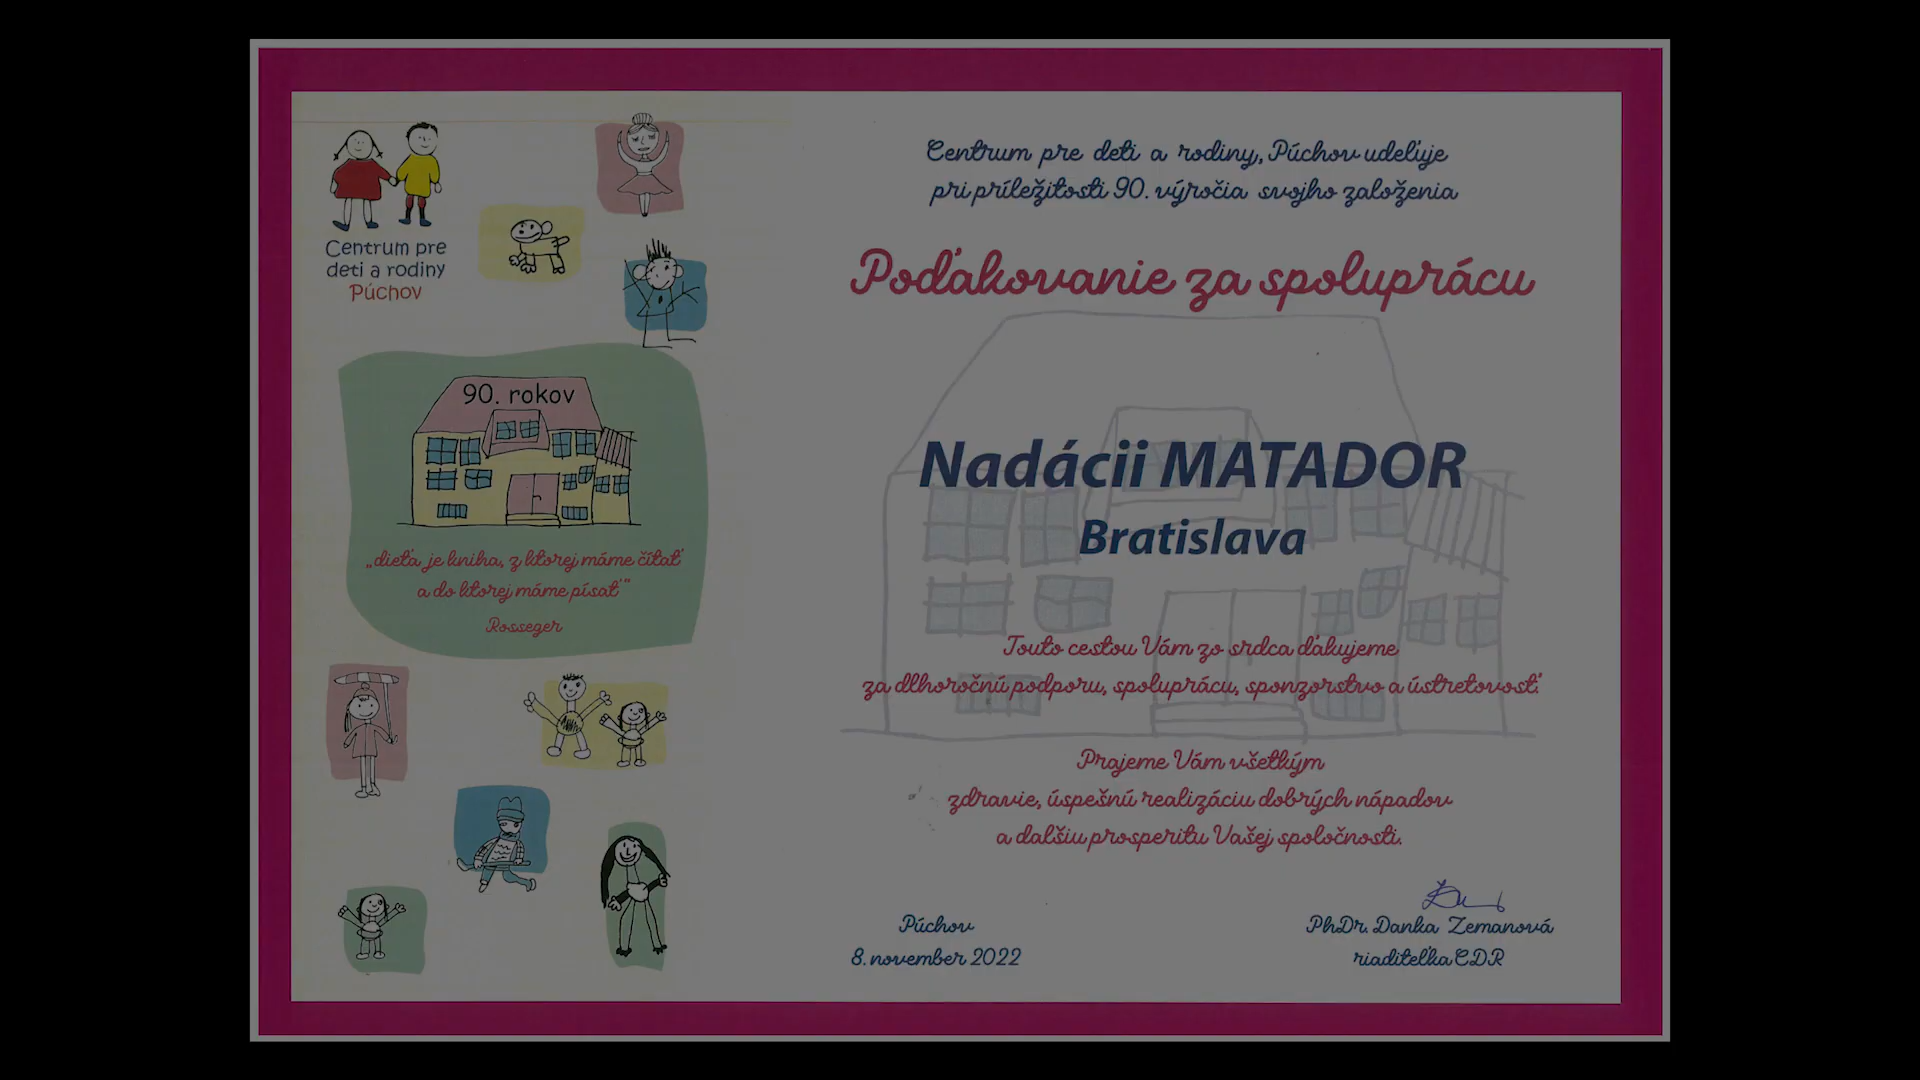 Centrum pre
deti a rodiny
Púchov
90. rokov
„dieťa je kniha, z ktorej máme čítať
a do ktorej máme písať"
Rosseger
Centrum pre deti a rodiny, Púchov udeľuje
pri príležitosti 90. výročia svojho založenia
Poďakovanie za spoluprácu
Nadácii MATADOR
Bratislava
Touto cestou Vám zo srdca ďakujeme
za dlhoročnú podporu, spoluprácu, sponzorstvo a ústretovosť.
Prajeme Vám všetkým
zdravie, úspešnú realizáciu dobrých nápadov
a dalšiu prosperitu Vašej spoločnosti.
Púchov
8. november 2022
PhDr. Danka Zemanová
riaditeľka CDR